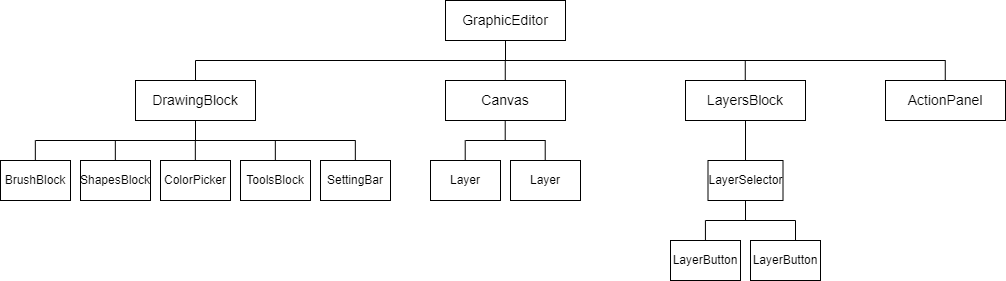 GraphicEditor
DrawingBlock
Canvas
LayersBlock
ActionPanel
BrushBlock
ShapesBlock
ColorPicker
ToolsBlock
SettingBar
Layer
Layer
LayerSelector
LayerButton
LayerButton